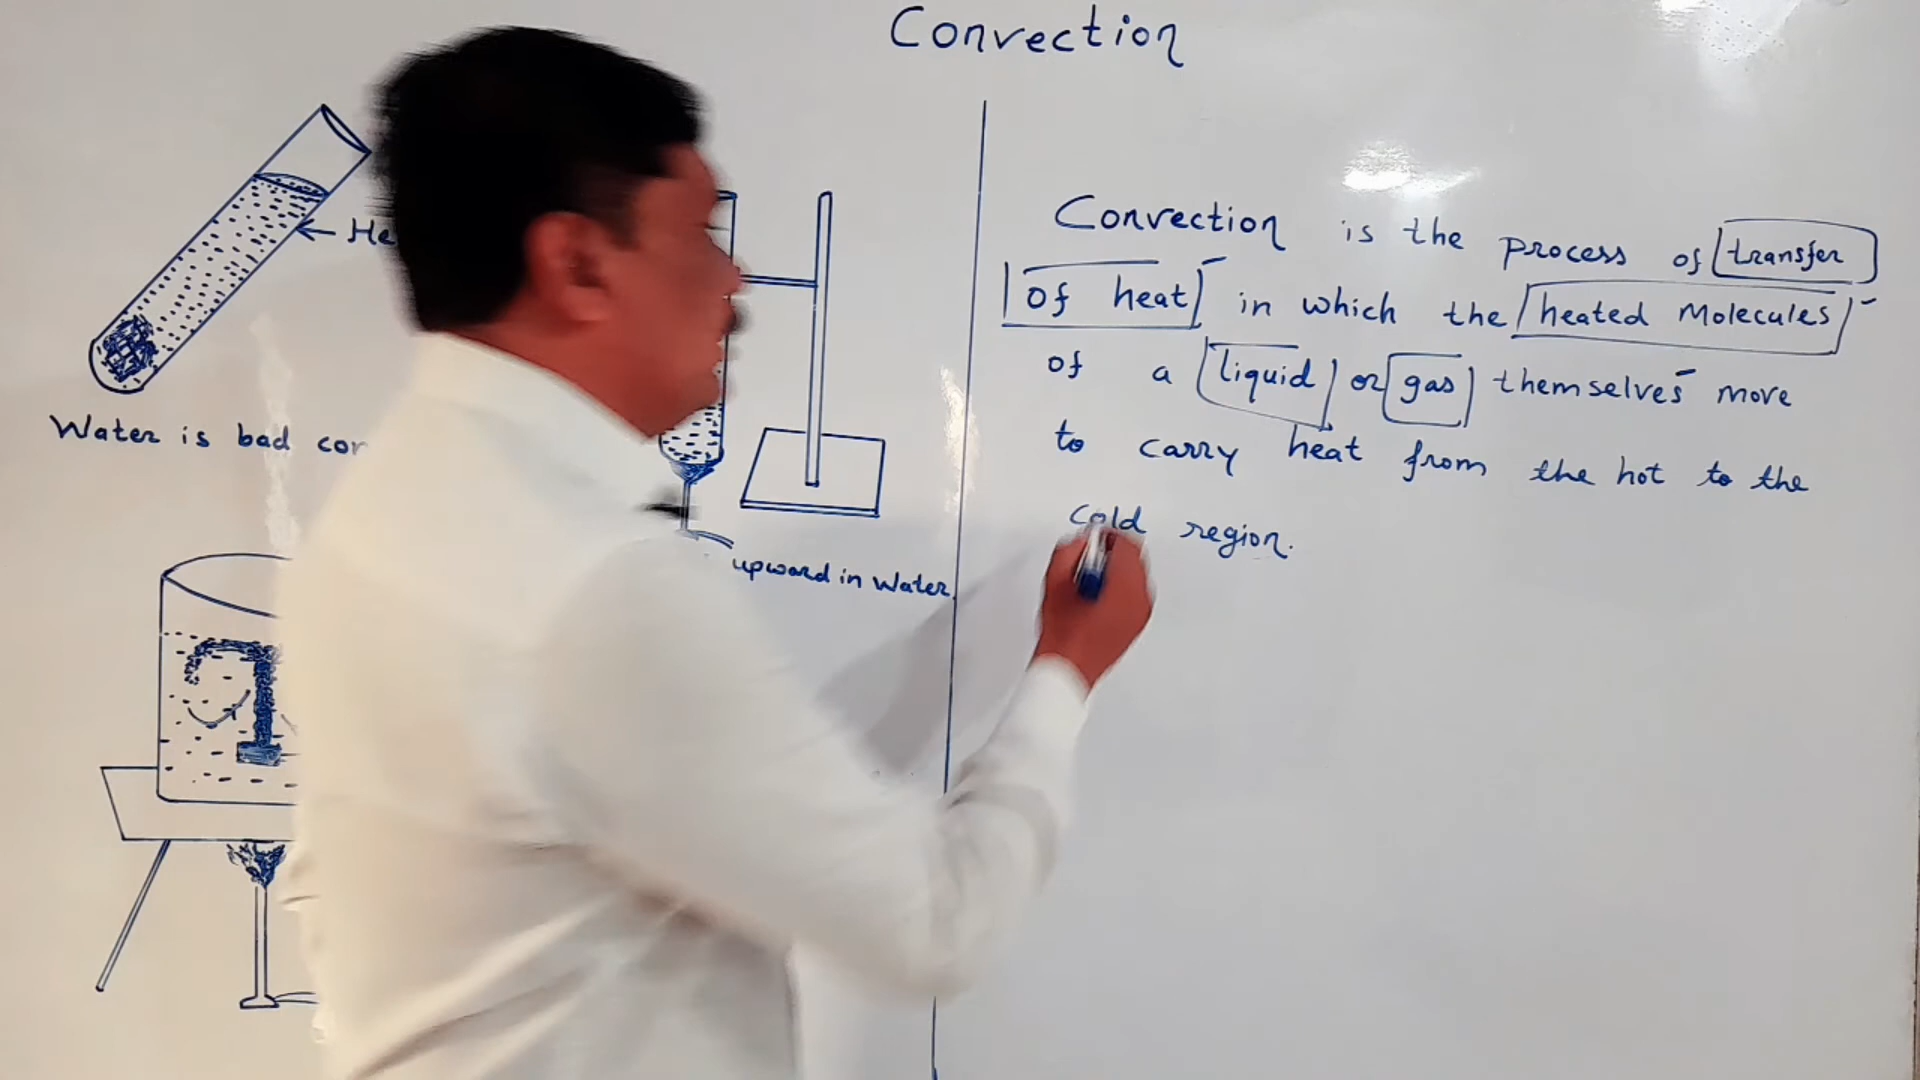 Convection
Water is bad
upward in Water
Convection is the process of transfer
of heat in which the heated Molecules
of a liquid or gas themselves move
to carry heat from the hot to the
Cold region.